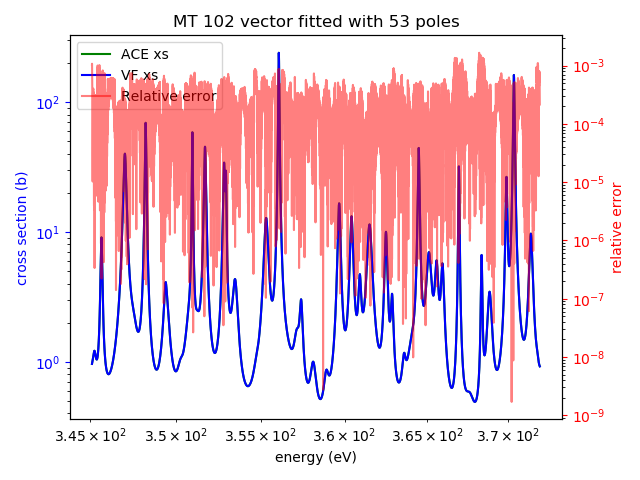 MT 102 vector fitted with 53 poles
ACE xs
VF xs
Relative error
cross section (b)
10²
10¹
10⁰
10⁻³
10⁻⁴
10⁻⁵
10⁻⁶
10⁻⁷
10⁻⁸
10⁻⁹
relative error
3.45 × 10² 3.5 × 10² 3.55 × 10² 3.6 × 10² 3.65 × 10² 3.7 × 10²
energy (eV)